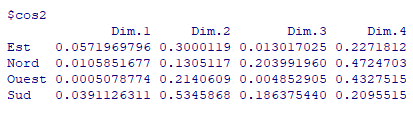 $cos2
Dim.1 Dim.2 Dim.3 Dim.4
Est 0.0571969796 0.3000119 0.013017025 0.2271812
Nord 0.0105851677 0.1305117 0.203991960 0.4724703
Ouest 0.0005078774 0.2140609 0.004852905 0.4327515
Sud 0.0391126311 0.5345868 0.186375440 0.2095515